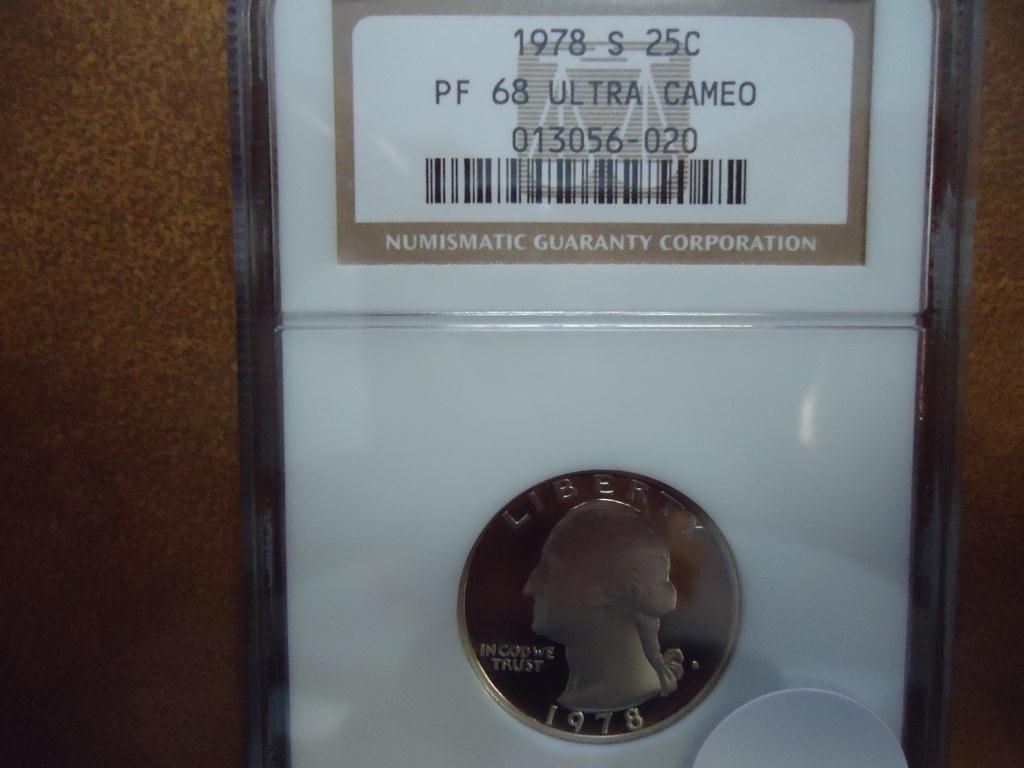 1978 S 25C
PF 68 ULTRA CAMEO
013056-020
NUMISMATIC GUARANTY CORPORATION
LIBERTY
IN GOD WE
TRUST
1978